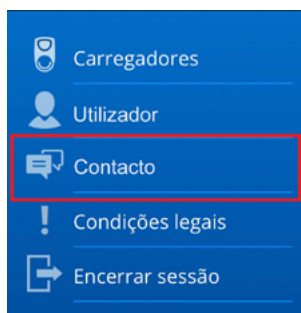 Carregadores
Utilizador
Contacto
Condições legais
Encerrar sessão